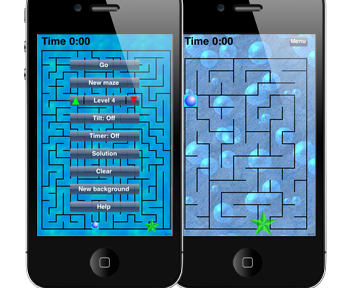 Time 0:00
Go
New maze
Level 4
Tilt: Off
Timer: Off
Solution
Clear
New background
Help
Time 0:00
Menu